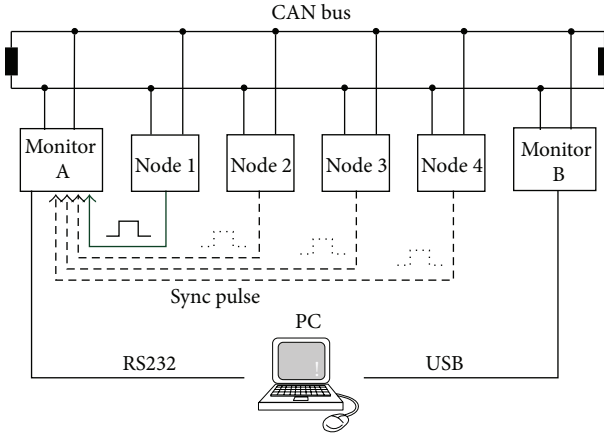 CAN bus
Monitor
A
Node 1
Node 2
Node 3
Node 4
Monitor
B
Sync pulse
PC
RS232
USB
!